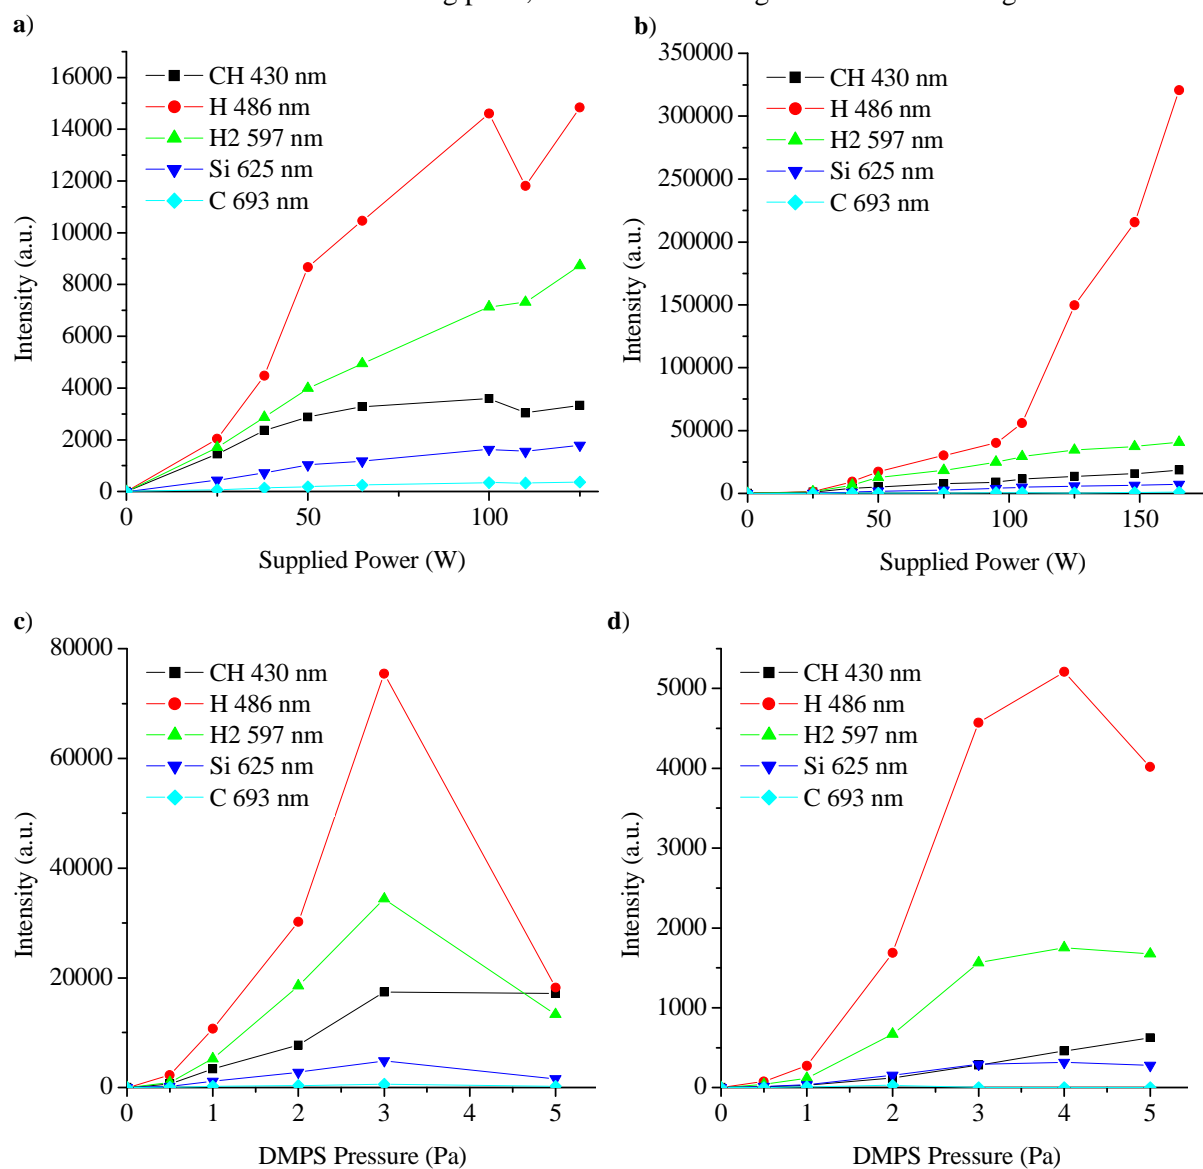 a)
16000
14000
12000
10000
8000
6000
4000
2000
0
Intensity (a.u.)
CH 430 nm
H 486 nm
H2 597 nm
Si 625 nm
C 693 nm
0 50 100
Supplied Power (W)
b)
350000
300000
250000
200000
150000
100000
50000
0
Intensity (a.u.)
CH 430 nm
H 486 nm
H2 597 nm
Si 625 nm
C 693 nm
0 50 100 150
Supplied Power (W)
c)
80000
60000
40000
20000
0
Intensity (a.u.)
CH 430 nm
H 486 nm
H2 597 nm
Si 625 nm
C 693 nm
0 1 2 3 4 5
DMPS Pressure (Pa)
d)
5000
4000
3000
2000
1000
0
Intensity (a.u.)
CH 430 nm
H 486 nm
H2 597 nm
Si 625 nm
C 693 nm
0 1 2 3 4 5
DMPS Pressure (Pa)